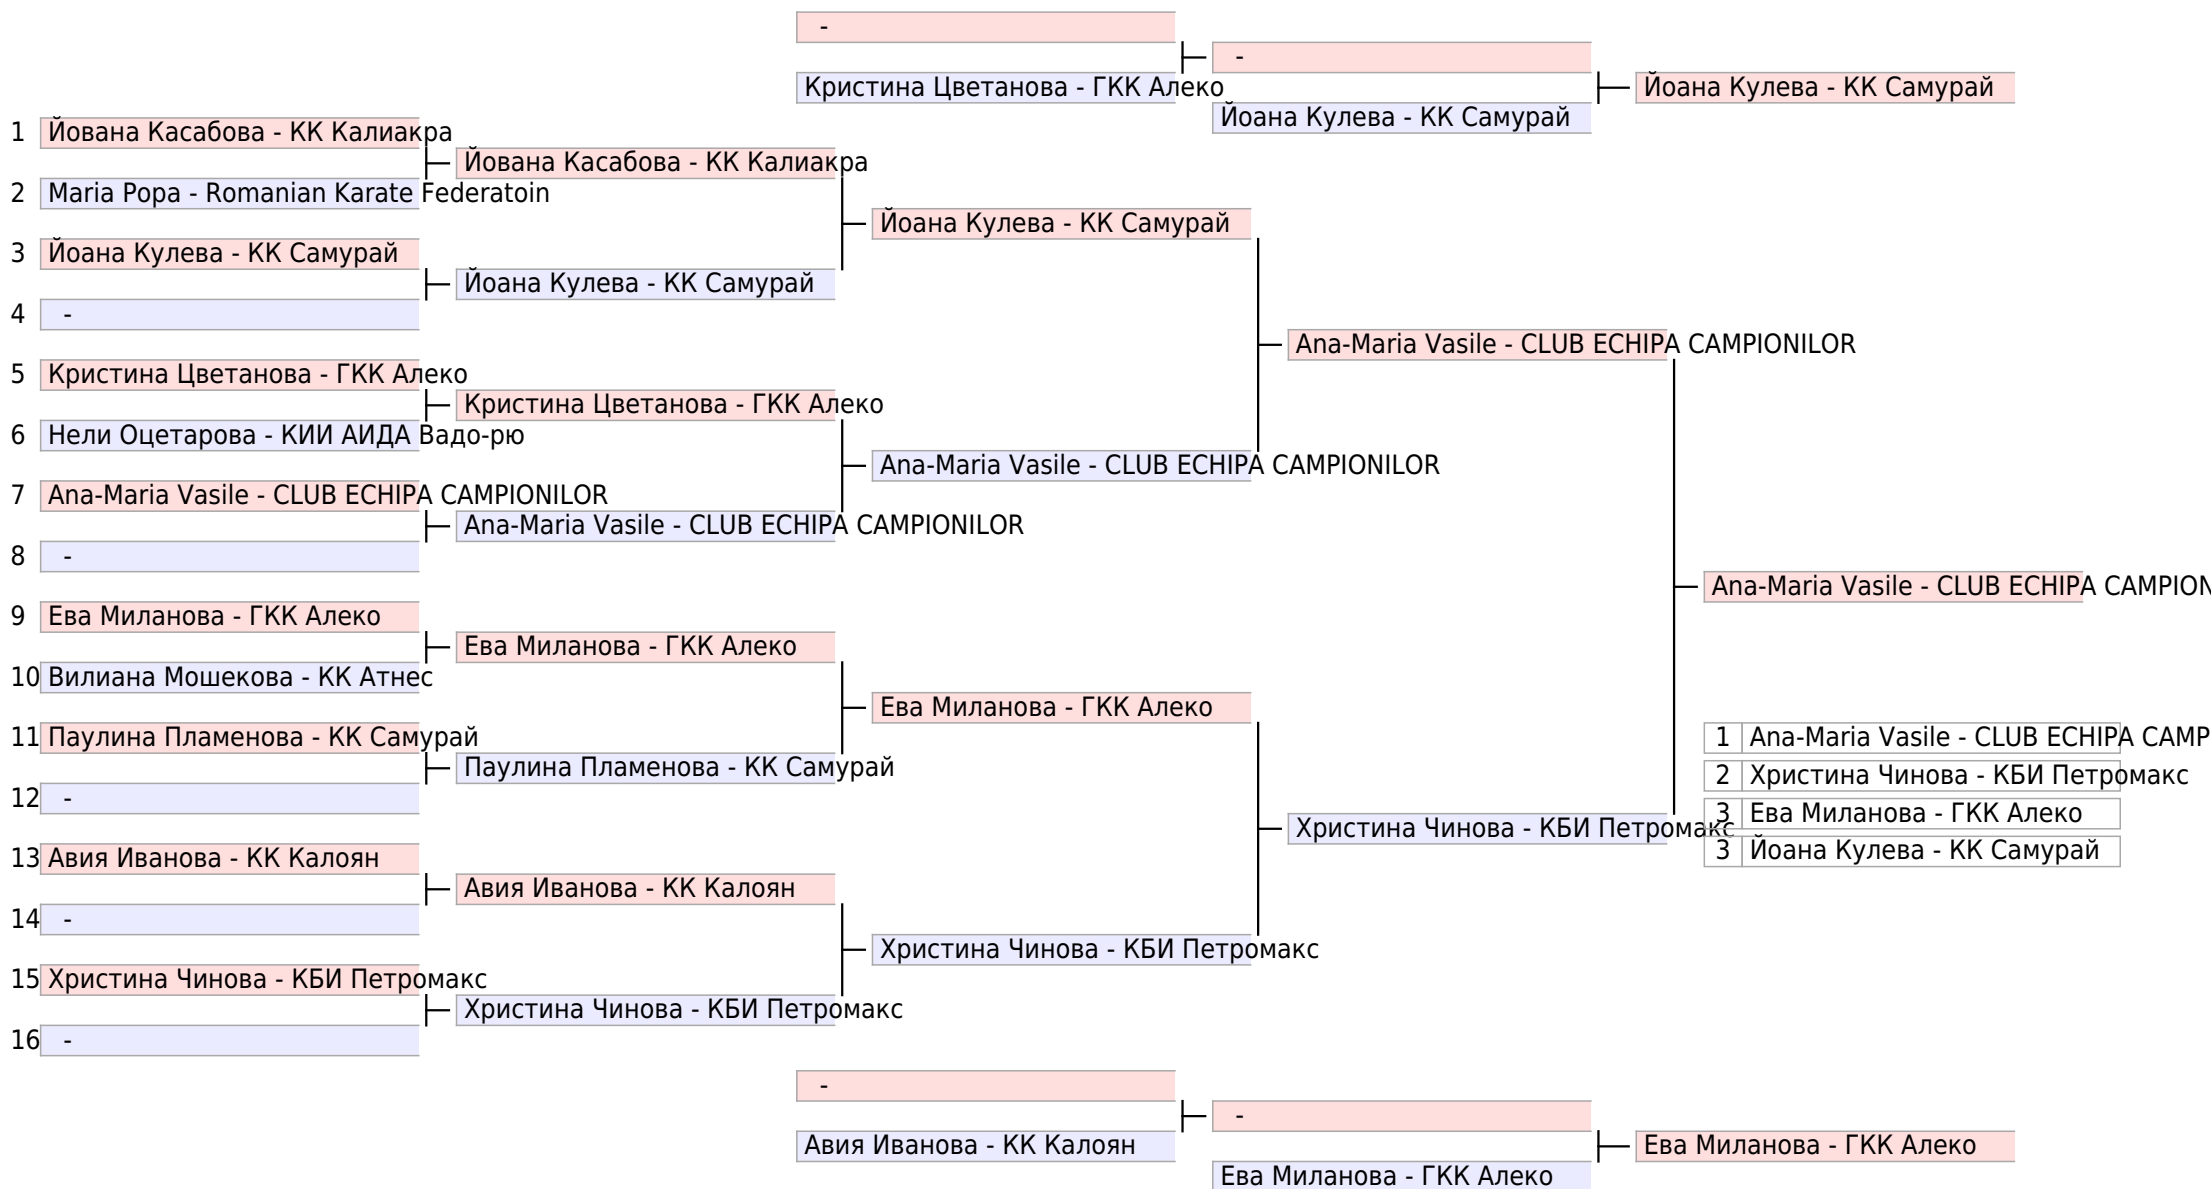 -
-
Кристина Цветанова - ГКК Алеко
Йоана Кулева - КК Самурай
Йоана Кулева - КК Самурай
1 Йована Касабова - КК Калиакра
Йована Касабова - КК Калиакра
2 Maria Popa - Romanian Karate Federatoin
Йоана Кулева - КК Самурай
3 Йоана Кулева - КК Самурай
Йоана Кулева - КК Самурай
4 -
Ana-Maria Vasile - CLUB ECHIPA CAMPIONILOR
5 Кристина Цветанова - ГКК Алеко
Кристина Цветанова - ГКК Алеко
6 Нели Оцетарова - КИИ АИДА Вадо-рю
Ana-Maria Vasile - CLUB ECHIPA CAMPIONILOR
7 Ana-Maria Vasile - CLUB ECHIPA CAMPIONILOR
Ana-Maria Vasile - CLUB ECHIPA CAMPIONILOR
8 -
Ana-Maria Vasile - CLUB ECHIPA CAMPION
9 Ева Миланова - ГКК Алеко
Ева Миланова - ГКК Алеко
10 Вилиана Мошекова - КК Атнес
Ева Миланова - ГКК Алеко
11 Паулина Пламенова - КК Самурай
1 Ana-Maria Vasile - CLUB ECHIPA CAMP
Паулина Пламенова - КК Самурай
2 Христина Чинова - КБИ Петромакс
12 -
3 Ева Миланова - ГКК Алеко
Христина Чинова - КБИ Петромакс
3 Йоана Кулева - КК Самурай
13 Авия Иванова - КК Калоян
Авия Иванова - КК Калоян
14 -
Христина Чинова - КБИ Петромакс
15 Христина Чинова - КБИ Петромакс
Христина Чинова - КБИ Петромакс
16 -
-
-
Авия Иванова - КК Калоян
Ева Миланова - ГКК Алеко
Ева Миланова - ГКК Алеко